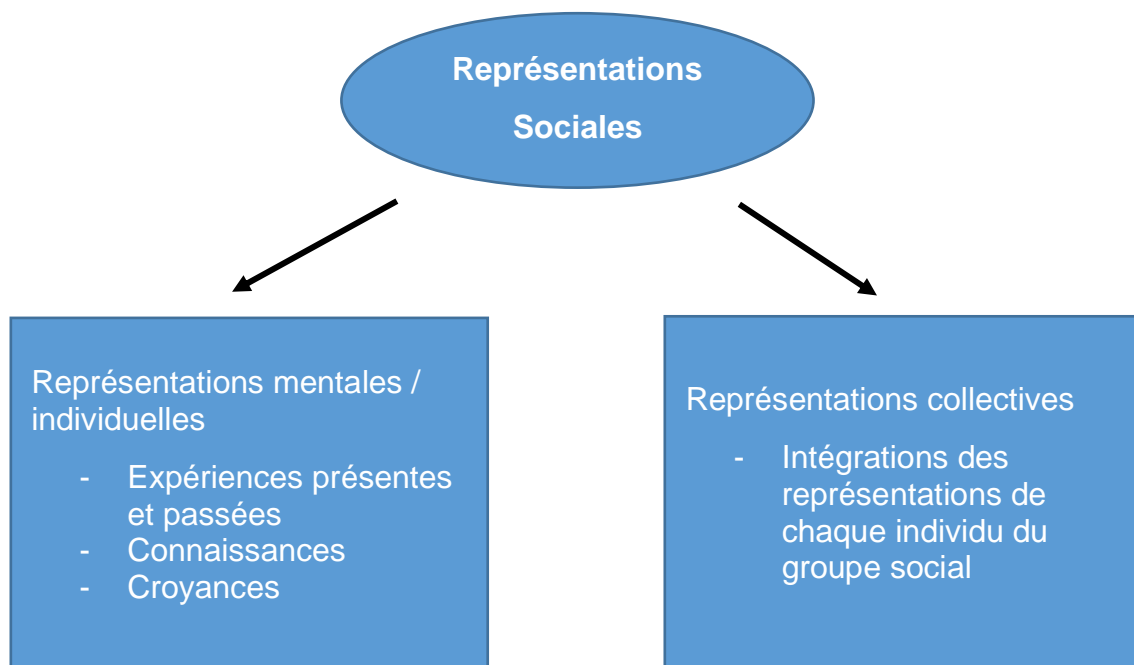 Représentations
Sociales
Représentations mentales /
individuelles
- Expériences présentes
et passées
- Connaissances
- Croyances
Représentations collectives
- Intégrations des
représentations de
chaque individu du
groupe social